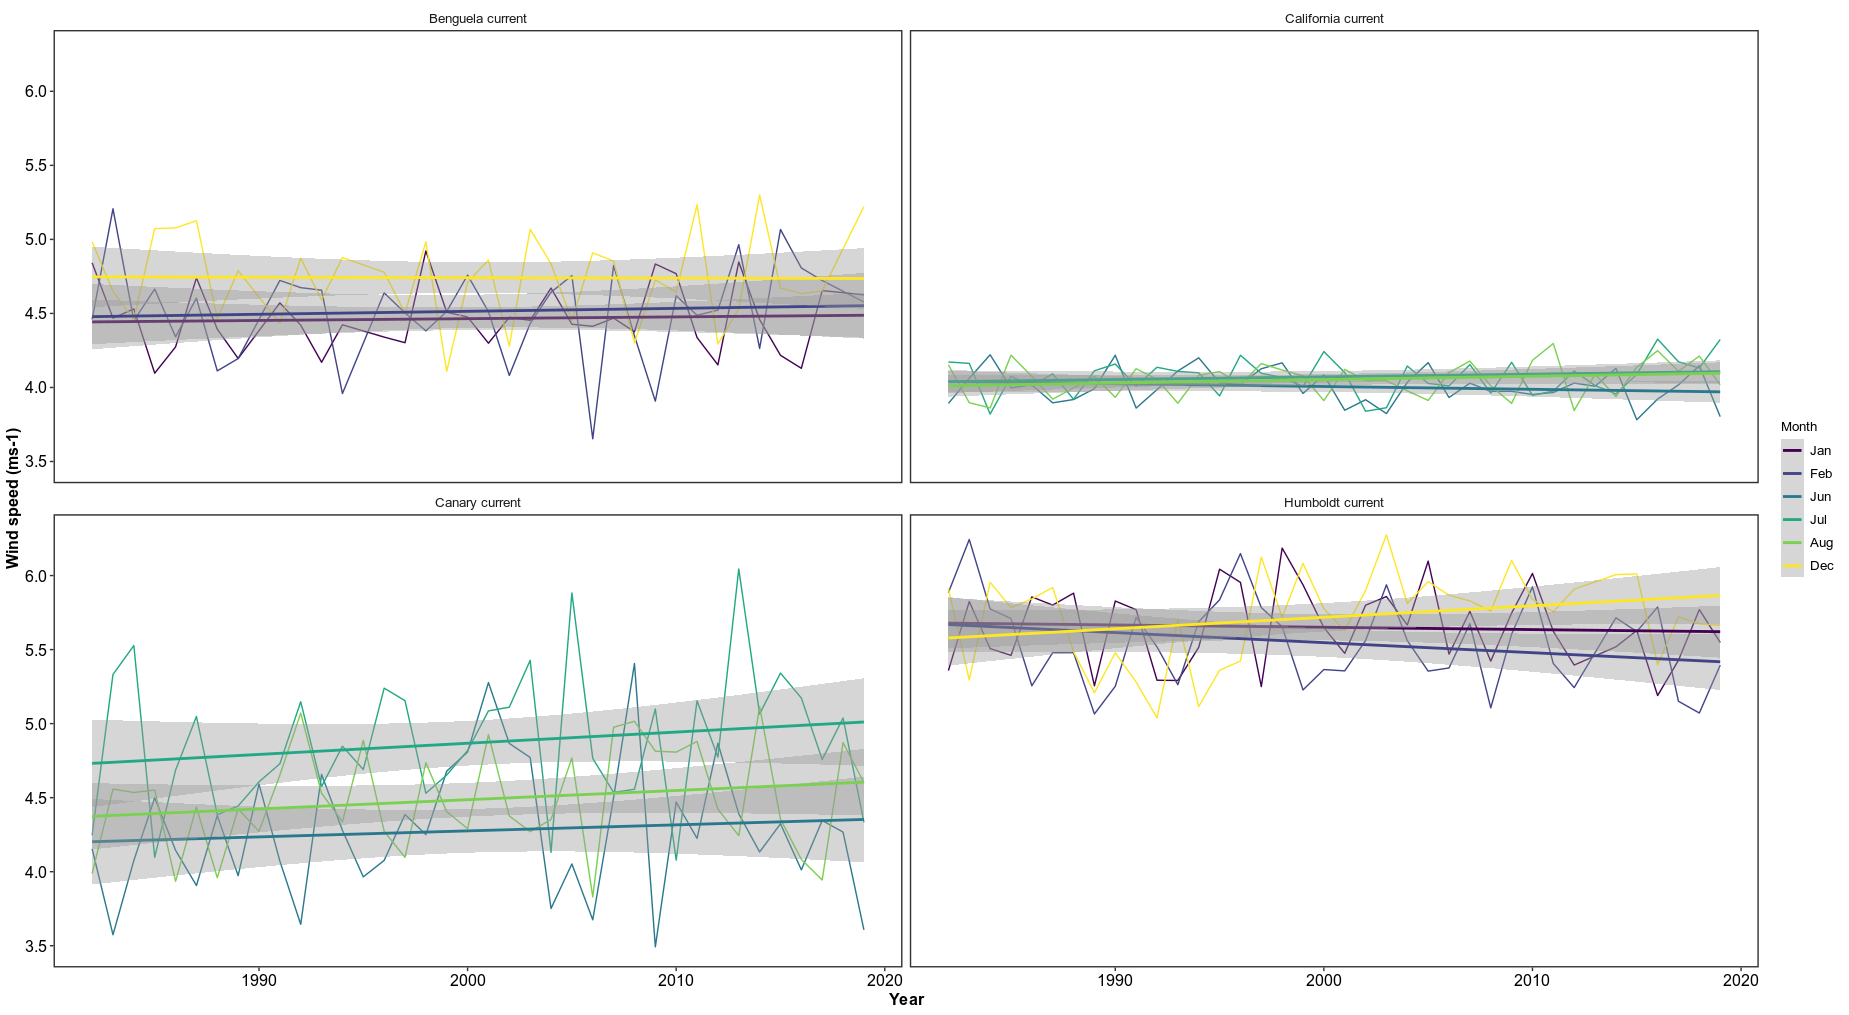 Benguela current
California current
6.0
5.5
5.0
4.5
4.0
3.5
Canary current
Humboldt current
6.0
5.5
5.0
4.5
4.0
3.5
Wind speed (ms-1)
1990
2000
2010
2020
1990
2000
2010
2020
Year
Month
Jan
Feb
Jun
Jul
Aug
Dec